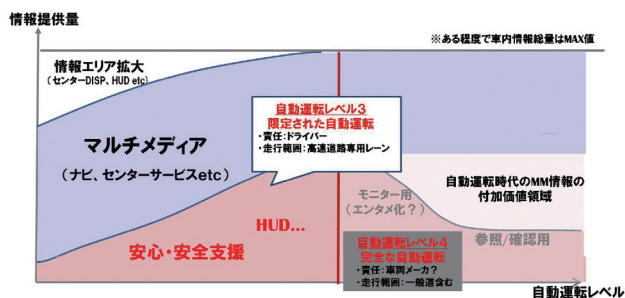 情報提供量
※ある程度で車内情報総量はMAX値
情報エリア拡大
(センターDISP、HUD etc)
マルチメディア
(ナビ、センターサービスetc)
自動運転レベル3
限定された自動運転
・責任:ドライバー
・走行範囲:高速道路専用レーン
自動運転時代のMM情報の
付加価値領域
モニター用
(エンタメ化?)
HUD...
安心・安全支援
参照/確認用
自動運転レベル4
完全な自動運転
・責任:車両メーカ?
・走行範囲:一般道含む
自動運転レベル